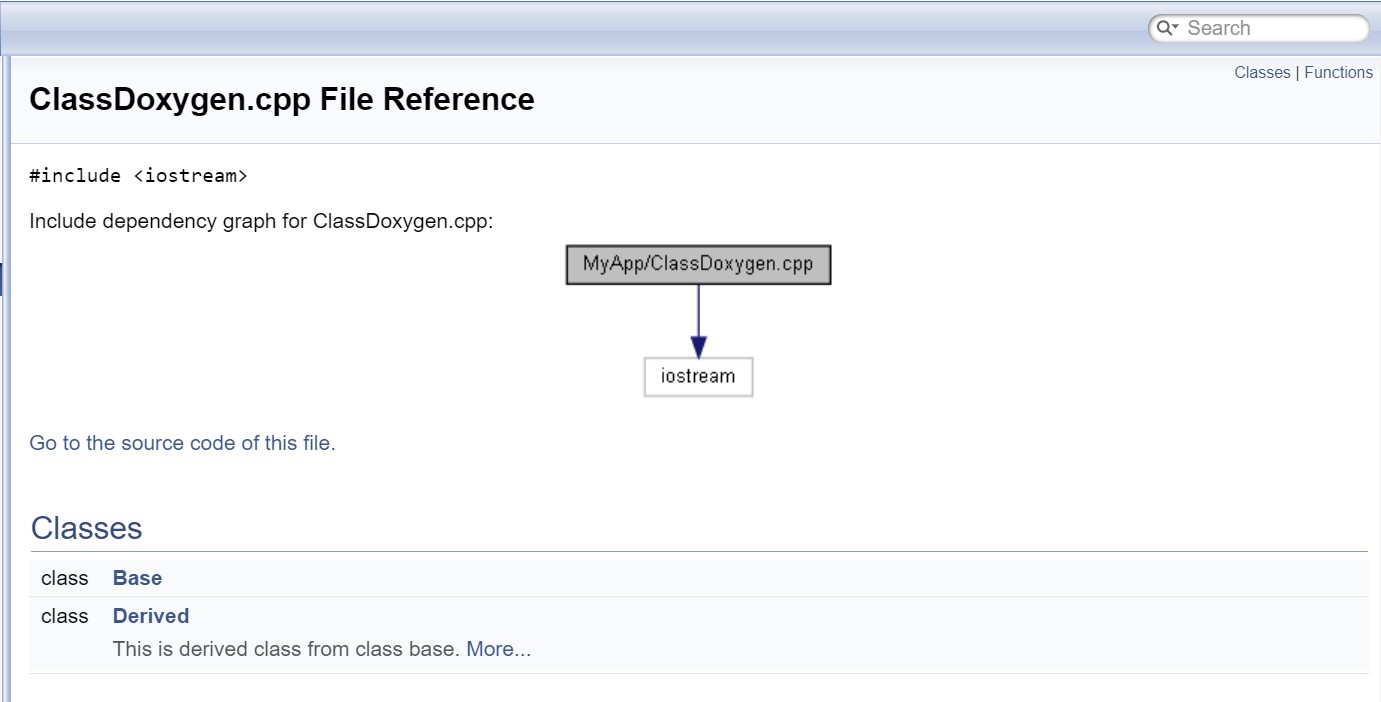 Search
Classes | Functions
ClassDoxygen.cpp File Reference
#include <iostream>
Include dependency graph for ClassDoxygen.cpp:
MyApp/ClassDoxygen.cpp
iostream
Go to the source code of this file.
Classes
class Base
class Derived
This is derived class from class base. More...